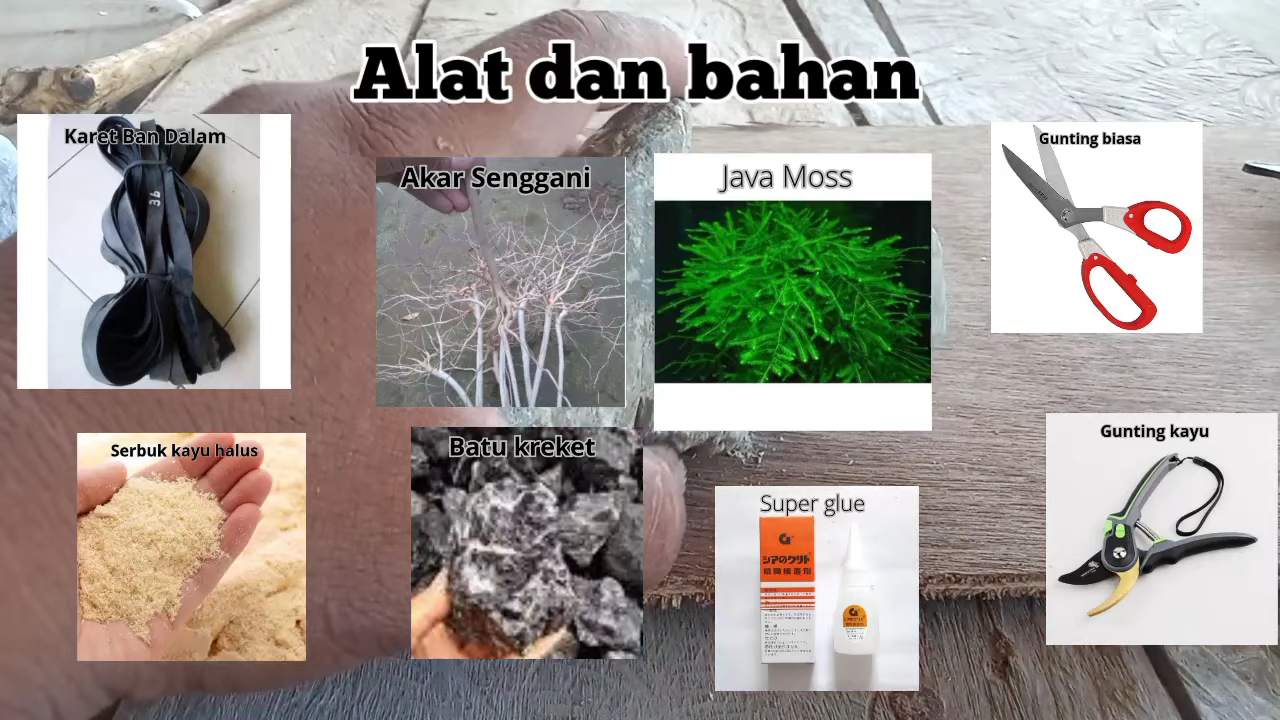 Alat dan bahan
Karet Ban Dalam
Akar Senggani
Java Moss
Gunting biasa
Serbuk kayu halus
Batu kreket
Super glue
Gunting kayu
36